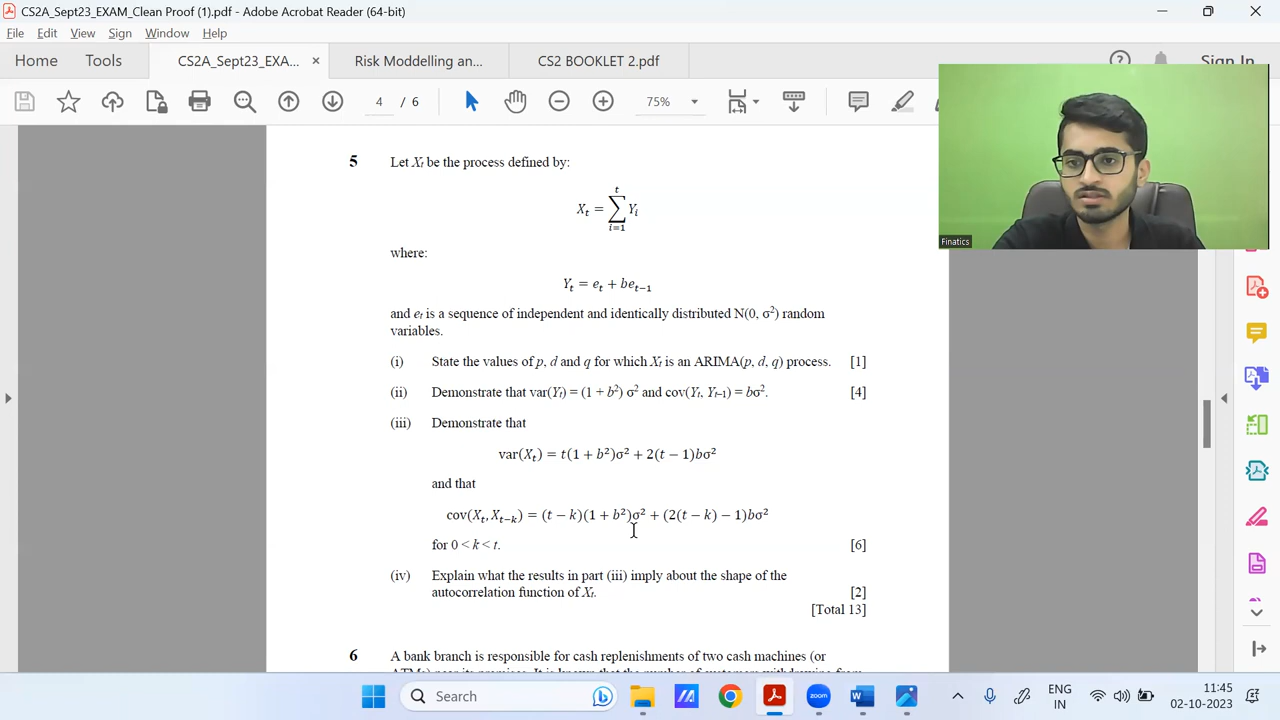 CS2A_Sept23_EXAM_Clean Proof (1).pdf - Adobe Acrobat Reader (64-bit)
File Edit View Sign Window Help
Home Tools CS2A_Sept23_EXA... × Risk Moddelling an... CS2 BOOKLET 2.pdf Sign In
4 / 6 75%
Finatics
5 Let Xt be the process defined by:
Xt = ∑_{i=1}^{t} Yi
where:
Yt = et + bet−1
and et is a sequence of independent and identically distributed N(0, σ²) random
variables.
(i) State the values of p, d and q for which Xt is an ARIMA(p, d, q) process. [1]
(ii) Demonstrate that var(Yt) = (1 + b²) σ² and cov(Yt, Yt–1) = bσ². [4]
(iii) Demonstrate that
var(Xt) = t(1 + b²)σ² + 2(t − 1)bσ²
and that
cov(Xt, Xt−k) = (t − k)(1 + b²)σ² + (2(t − k) − 1)bσ²
for 0 < k < t. [6]
(iv) Explain what the results in part (iii) imply about the shape of the
autocorrelation function of Xt. [2]
[Total 13]
6 A bank branch is responsible for cash replenishments of two cash machines (or
Search
zoom
ENG
IN
11:45
02-10-2023